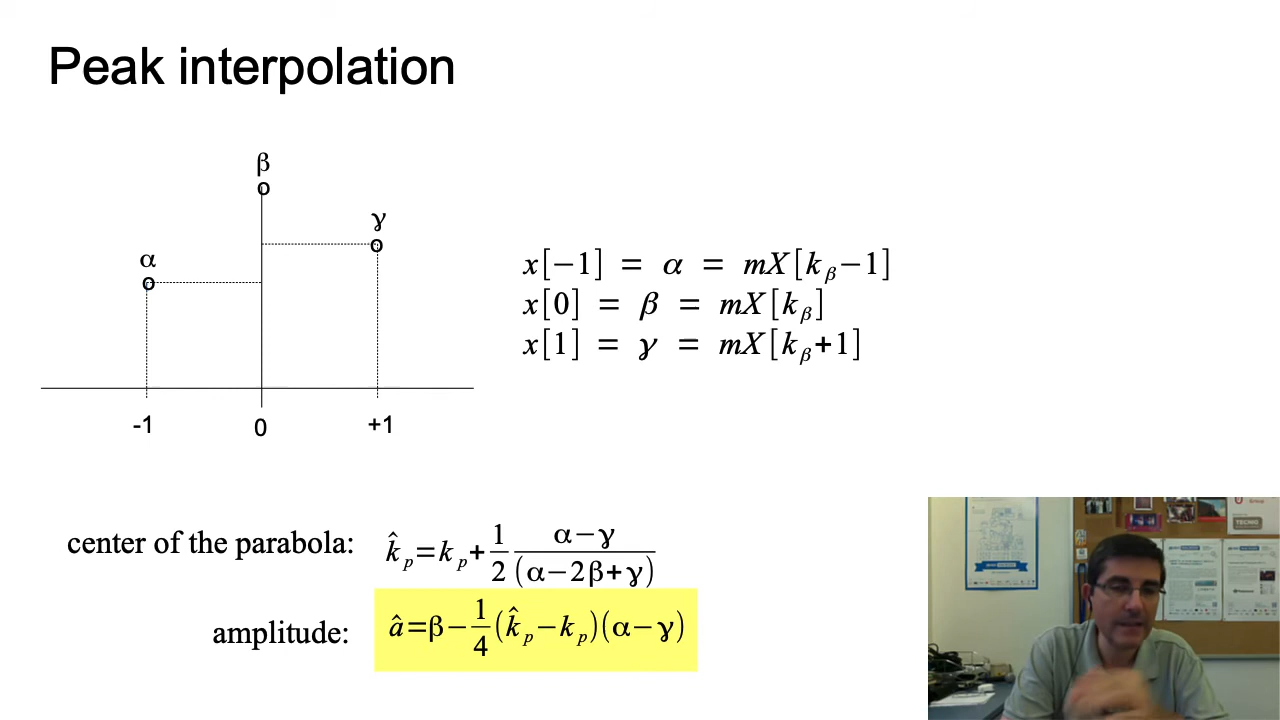 Peak interpolation
β
γ
α
-1
0
+1
x[−1] = α = mX[k_β−1]
x[0] = β = mX[k_β]
x[1] = γ = mX[k_β+1]
center of the parabola: k̂_p=k_p+1/2 (α−γ)/(α−2β+γ)
amplitude: â=β−1/4(k̂_p−k_p)(α−γ)